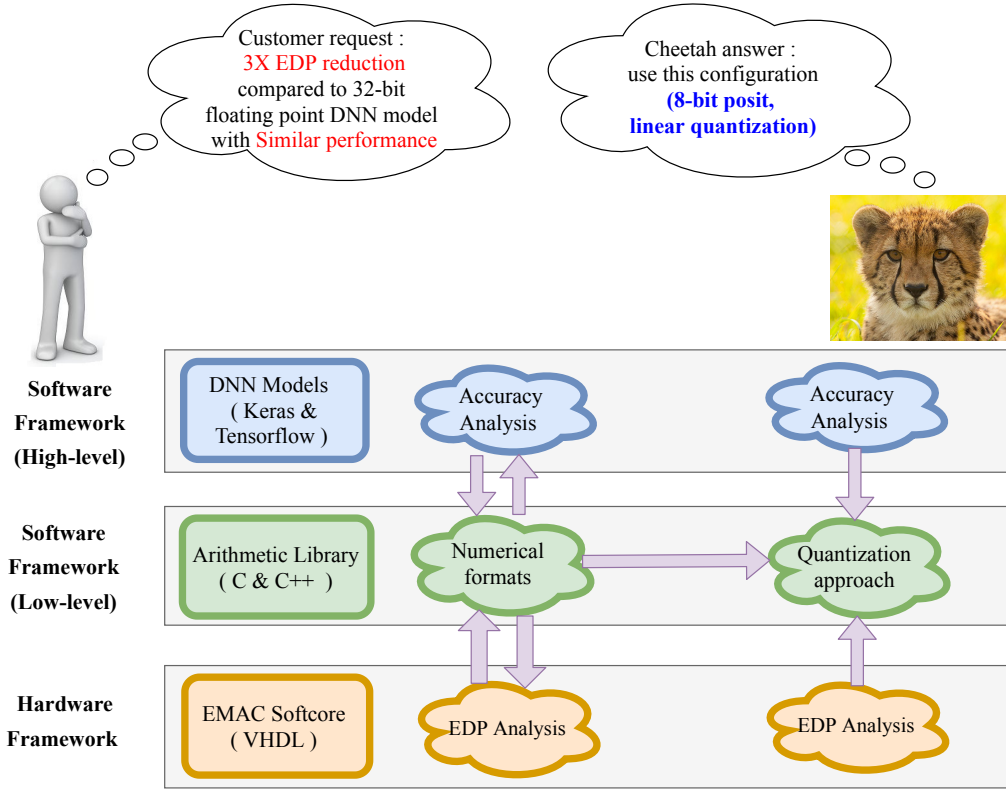 Customer request :
3X EDP reduction
compared to 32-bit
floating point DNN model
with Similar performance
Cheetah answer :
use this configuration
(8-bit posit,
linear quantization)
Software
Framework
(High-level)
DNN Models
( Keras &
Tensorflow )
Accuracy
Analysis
Accuracy
Analysis
Software
Framework
(Low-level)
Arithmetic Library
( C & C++ )
Numerical
formats
Quantization
approach
Hardware
Framework
EMAC Softcore
( VHDL )
EDP Analysis
EDP Analysis